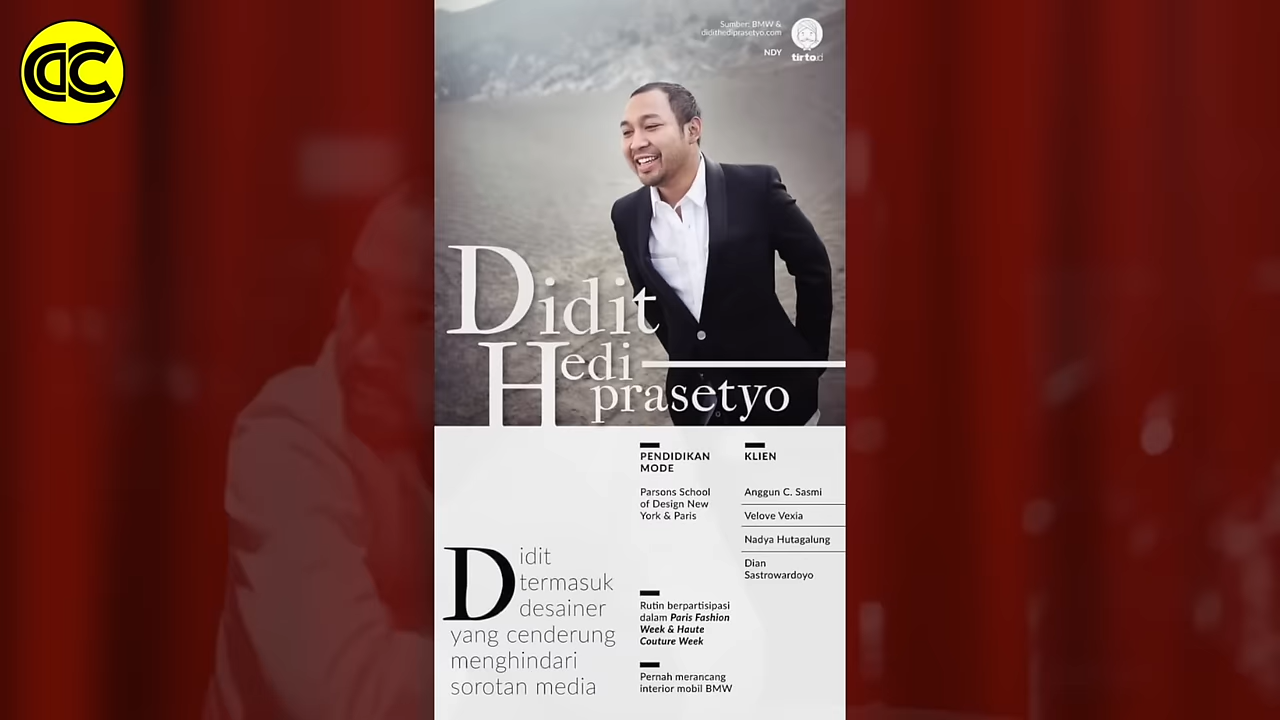 CC
Sumber: BMW &
didithediprasetyo.com
NDY
tirto.id
Didit
Hedi
prasetyo
PENDIDIKAN
MODE
Parsons School
of Design New
York & Paris
KLIEN
Anggun C. Sasmi
Velove Vexia
Nadya Hutagalung
Dian
Sastrowardoyo
Didit
termasuk
desainer
yang cenderung
menghindari
sorotan media
Rutin berpartisipasi
dalam Paris Fashion
Week & Haute
Couture Week
Pernah merancang
interior mobil BMW